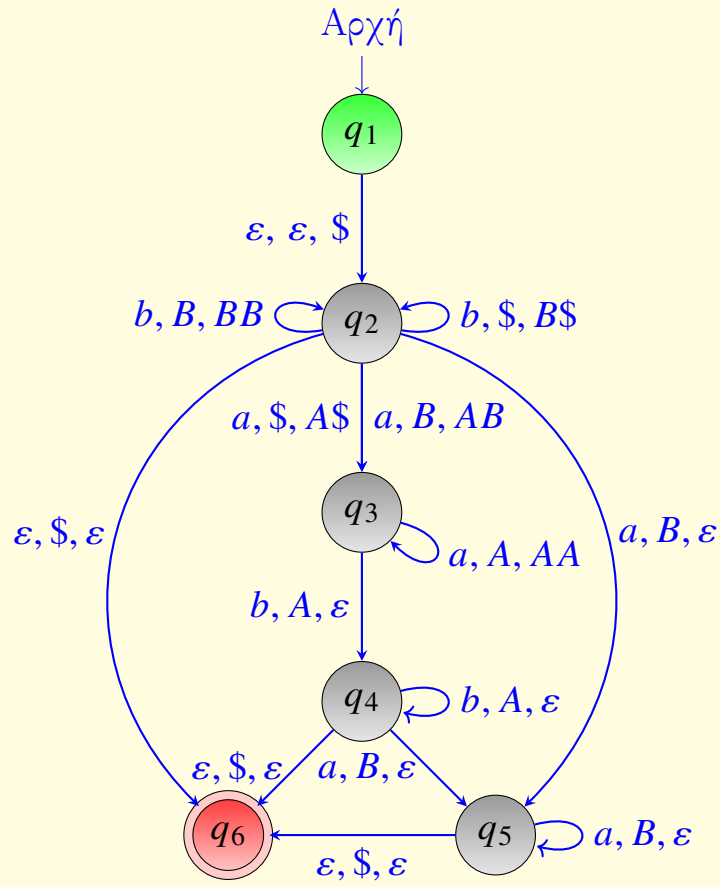 Αρχή
q1
ε, ε, $
b, B, BB
q2
b, $, B$
a, $, A$
a, B, AB
q3
ε, $, ε
a, B, ε
a, A, AA
b, A, ε
q4
b, A, ε
ε, $, ε
a, B, ε
q6
q5
a, B, ε
ε, $, ε